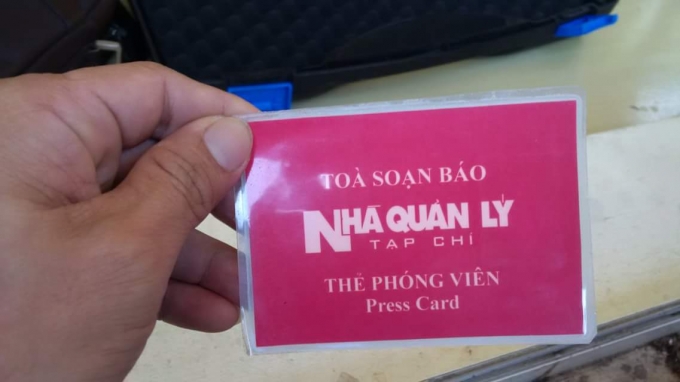 TOÀ SOẠN BÁO
NHÀ QUẢN LÝ
TẠP CHÍ
THẺ PHÓNG VIÊN
Press Card